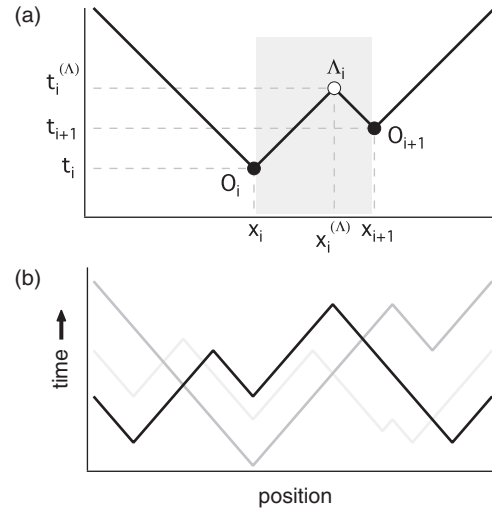 (a)
t_i^(Λ)
Λ_i
t_{i+1}
O_{i+1}
t_i
O_i
x_i x_i^(Λ) x_{i+1}
(b)
time
position